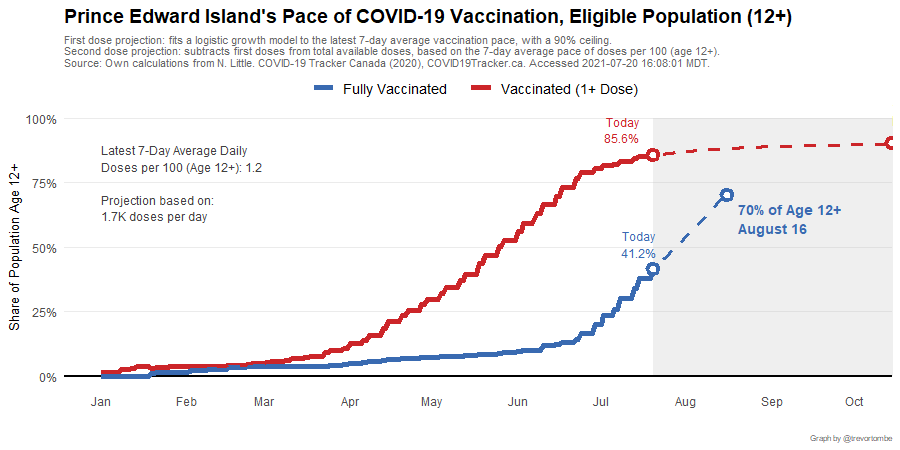 Prince Edward Island's Pace of COVID-19 Vaccination, Eligible Population (12+)
First dose projection: fits a logistic growth model to the latest 7-day average vaccination pace, with a 90% ceiling.
Second dose projection: subtracts first doses from total available doses, based on the 7-day average pace of doses per 100 (age 12+).
Source: Own calculations from N. Little. COVID-19 Tracker Canada (2020), COVID19Tracker.ca. Accessed 2021-07-20 16:08:01 MDT.
Fully Vaccinated Vaccinated (1+ Dose)
Share of Population Age 12+
100%
75%
50%
25%
0%
Latest 7-Day Average Daily
Doses per 100 (Age 12+): 1.2
Projection based on:
1.7K doses per day
Today
85.6%
Today
41.2%
70% of Age 12+
August 16
Jan Feb Mar Apr May Jun Jul Aug Sep Oct
Graph by @trevortombe